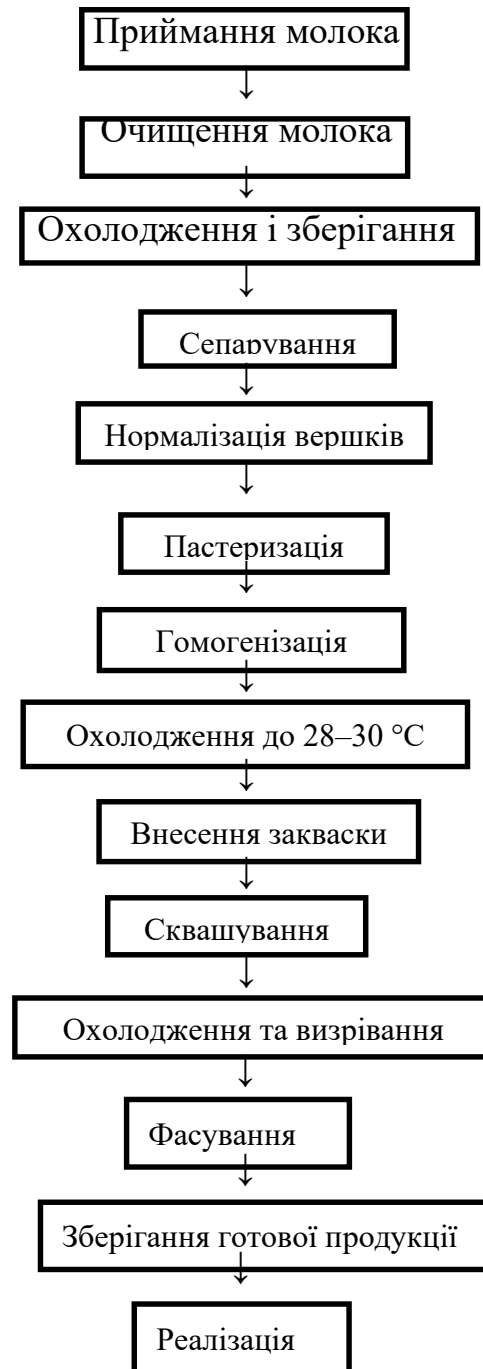 Приймання молока
Очищення молока
Охолодження і зберігання
Сепарування
Нормалізація вершків
Пастеризація
Гомогенізація
Охолодження до 28–30 °С
Внесення закваски
Сквашування
Охолодження та визрівання
Фасування
Зберігання готової продукції
Реалізація